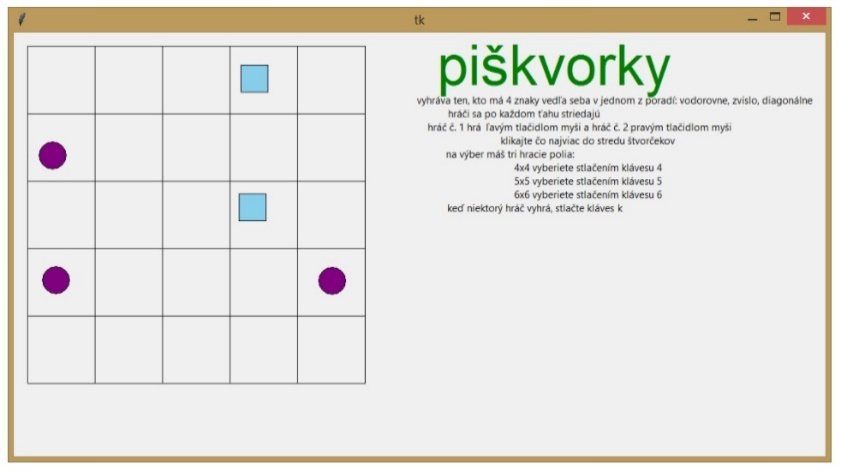 tk
piškvorky
vyhráva ten, kto má 4 znaky vedľa seba v jednom z poradí: vodorovne, zvislo, diagonálne
hráči sa po každom ťahu striedajú
hráč č. 1 hrá ľavým tlačidlom myši a hráč č. 2 pravým tlačidlom myši
klikajte čo najviac do stredu štvorčekov
na výber máš tri hracie polia:
4x4 vyberiete stlačením klávesu 4
5x5 vyberiete stlačením klávesu 5
6x6 vyberiete stlačením klávesu 6
keď niektorý hráč vyhrá, stlačte kláves k